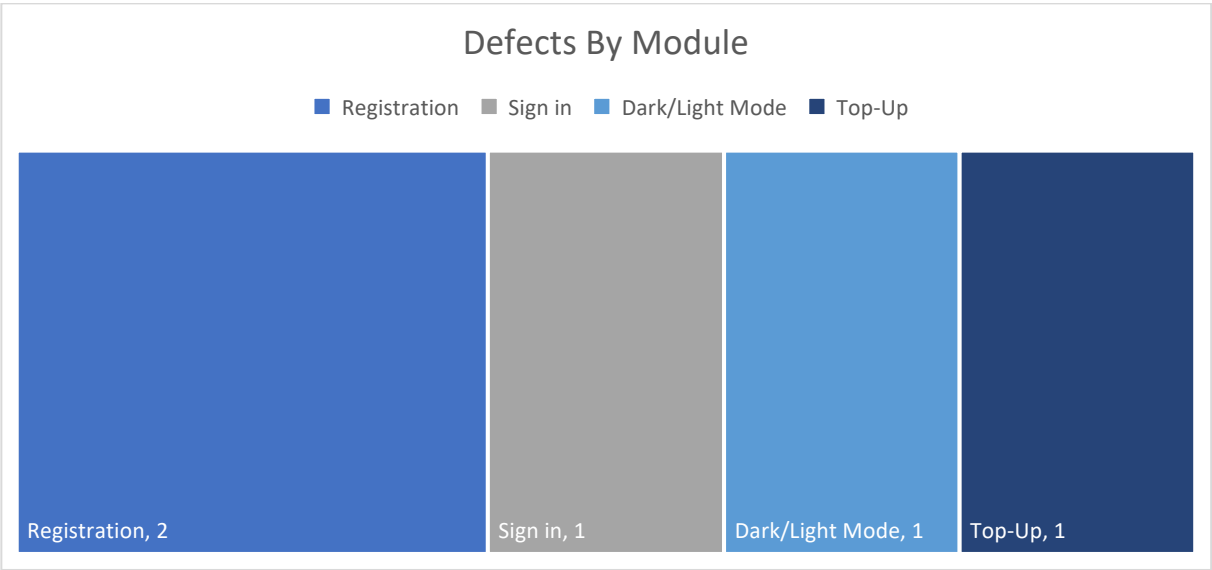 Defects By Module
Registration Sign in Dark/Light Mode Top-Up
Registration, 2 Sign in, 1 Dark/Light Mode, 1 Top-Up, 1